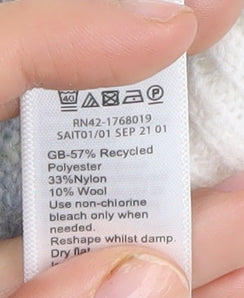 40 P
RN42-1768019
SAIT01/01 SEP 21 01
GB-57% Recycled
Polyester
33%Nylon
10% Wool
Use non-chlorine
bleach only when
needed.
Reshape whilst damp.
Dry flat